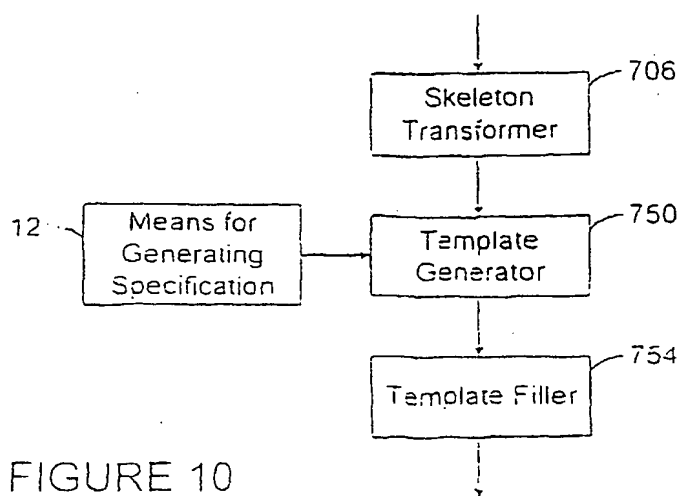 706
Skeleton
Transformer
12
Means for
Generating
Specification
750
Template
Generator
754
Template Filler
FIGURE 10